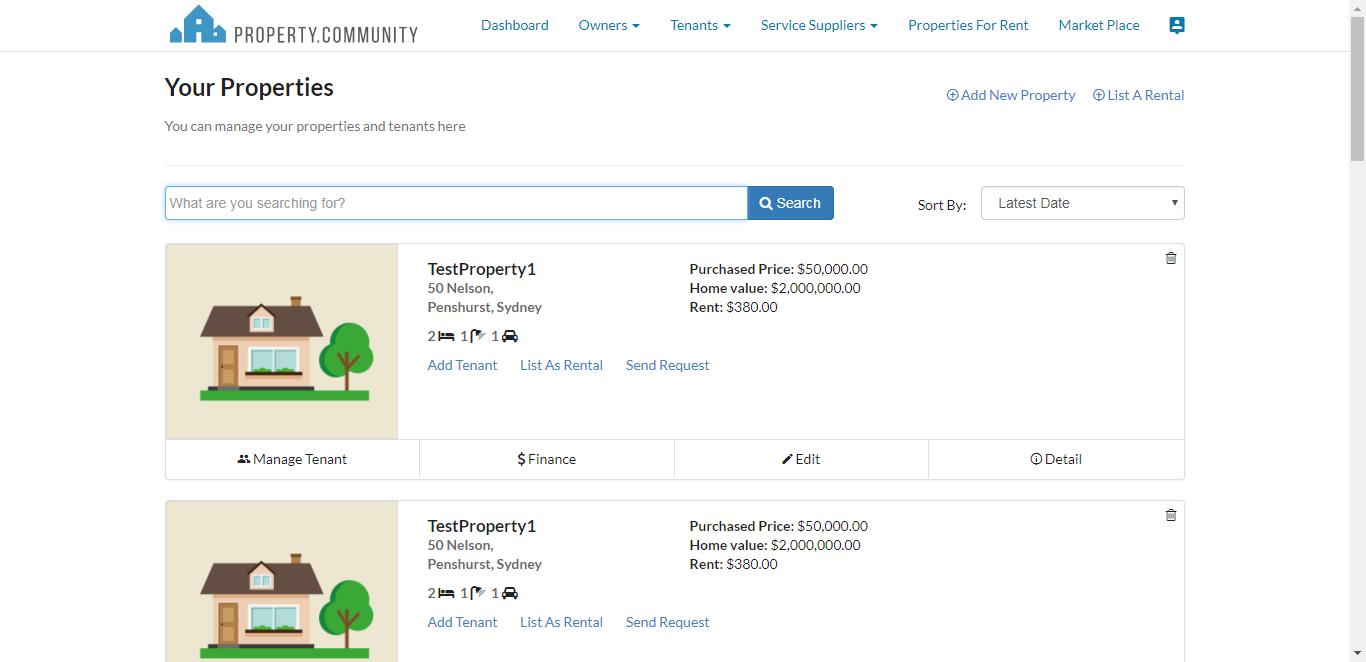 PROPERTY.COMMUNITY
Dashboard Owners Tenants Service Suppliers Properties For Rent Market Place
Your Properties
Add New Property List A Rental
You can manage your properties and tenants here
What are you searching for? Search Sort By: Latest Date
TestProperty1
50 Nelson,
Penshurst, Sydney
2 1 1
Add Tenant List As Rental Send Request
Purchased Price: $50,000.00
Home value: $2,000,000.00
Rent: $380.00
Manage Tenant $ Finance Edit Detail
TestProperty1
50 Nelson,
Penshurst, Sydney
2 1 1
Add Tenant List As Rental Send Request
Purchased Price: $50,000.00
Home value: $2,000,000.00
Rent: $380.00